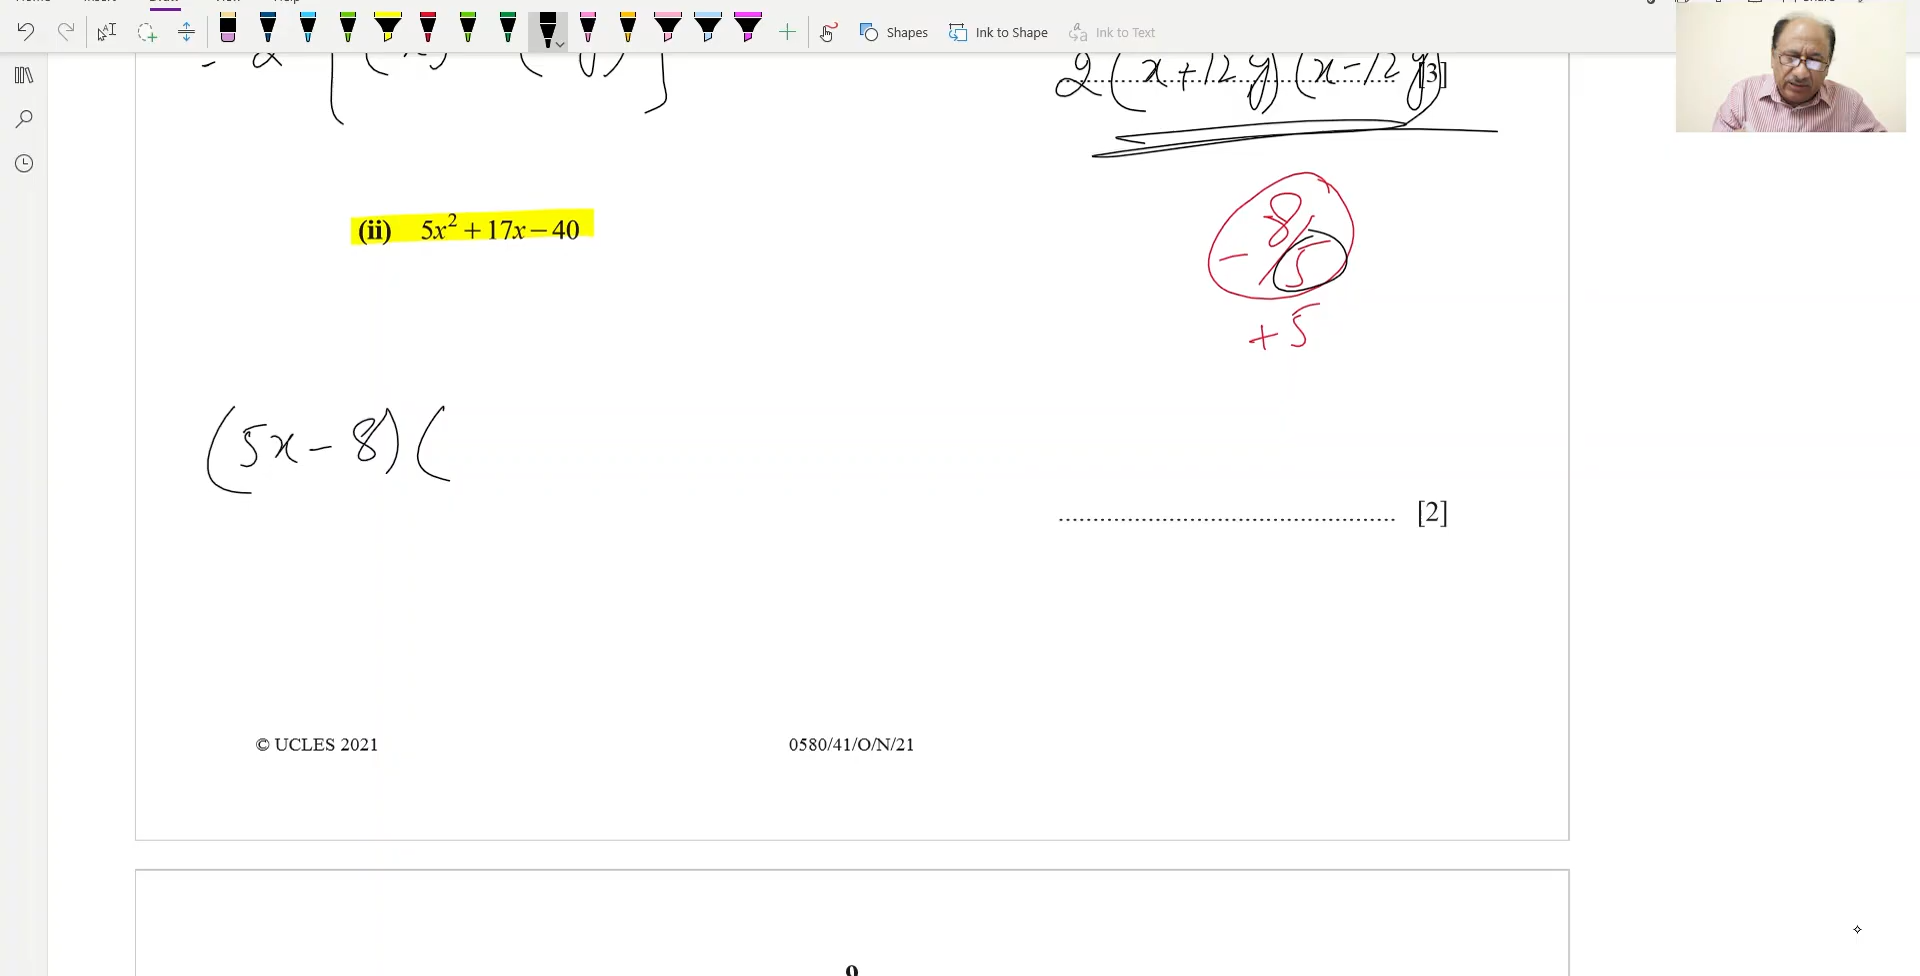 Shapes Ink to Shape Ink to Text
2(x+12y)(x-12y) [3]
(ii) 5x² + 17x − 40
- 8/5
+ 5
(5x - 8)(
[2]
© UCLES 2021 0580/41/O/N/21
9